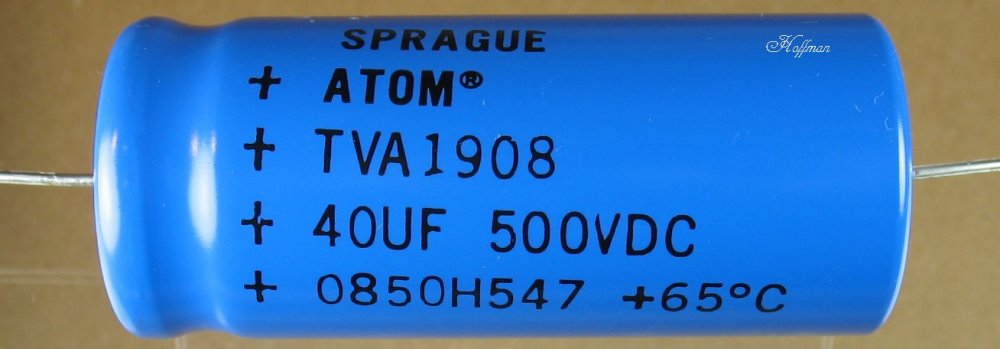 SPRAGUE
Hoffman
+ ATOM®
+ TVA1908
+ 40UF 500VDC
+ 0850H547 +65°C